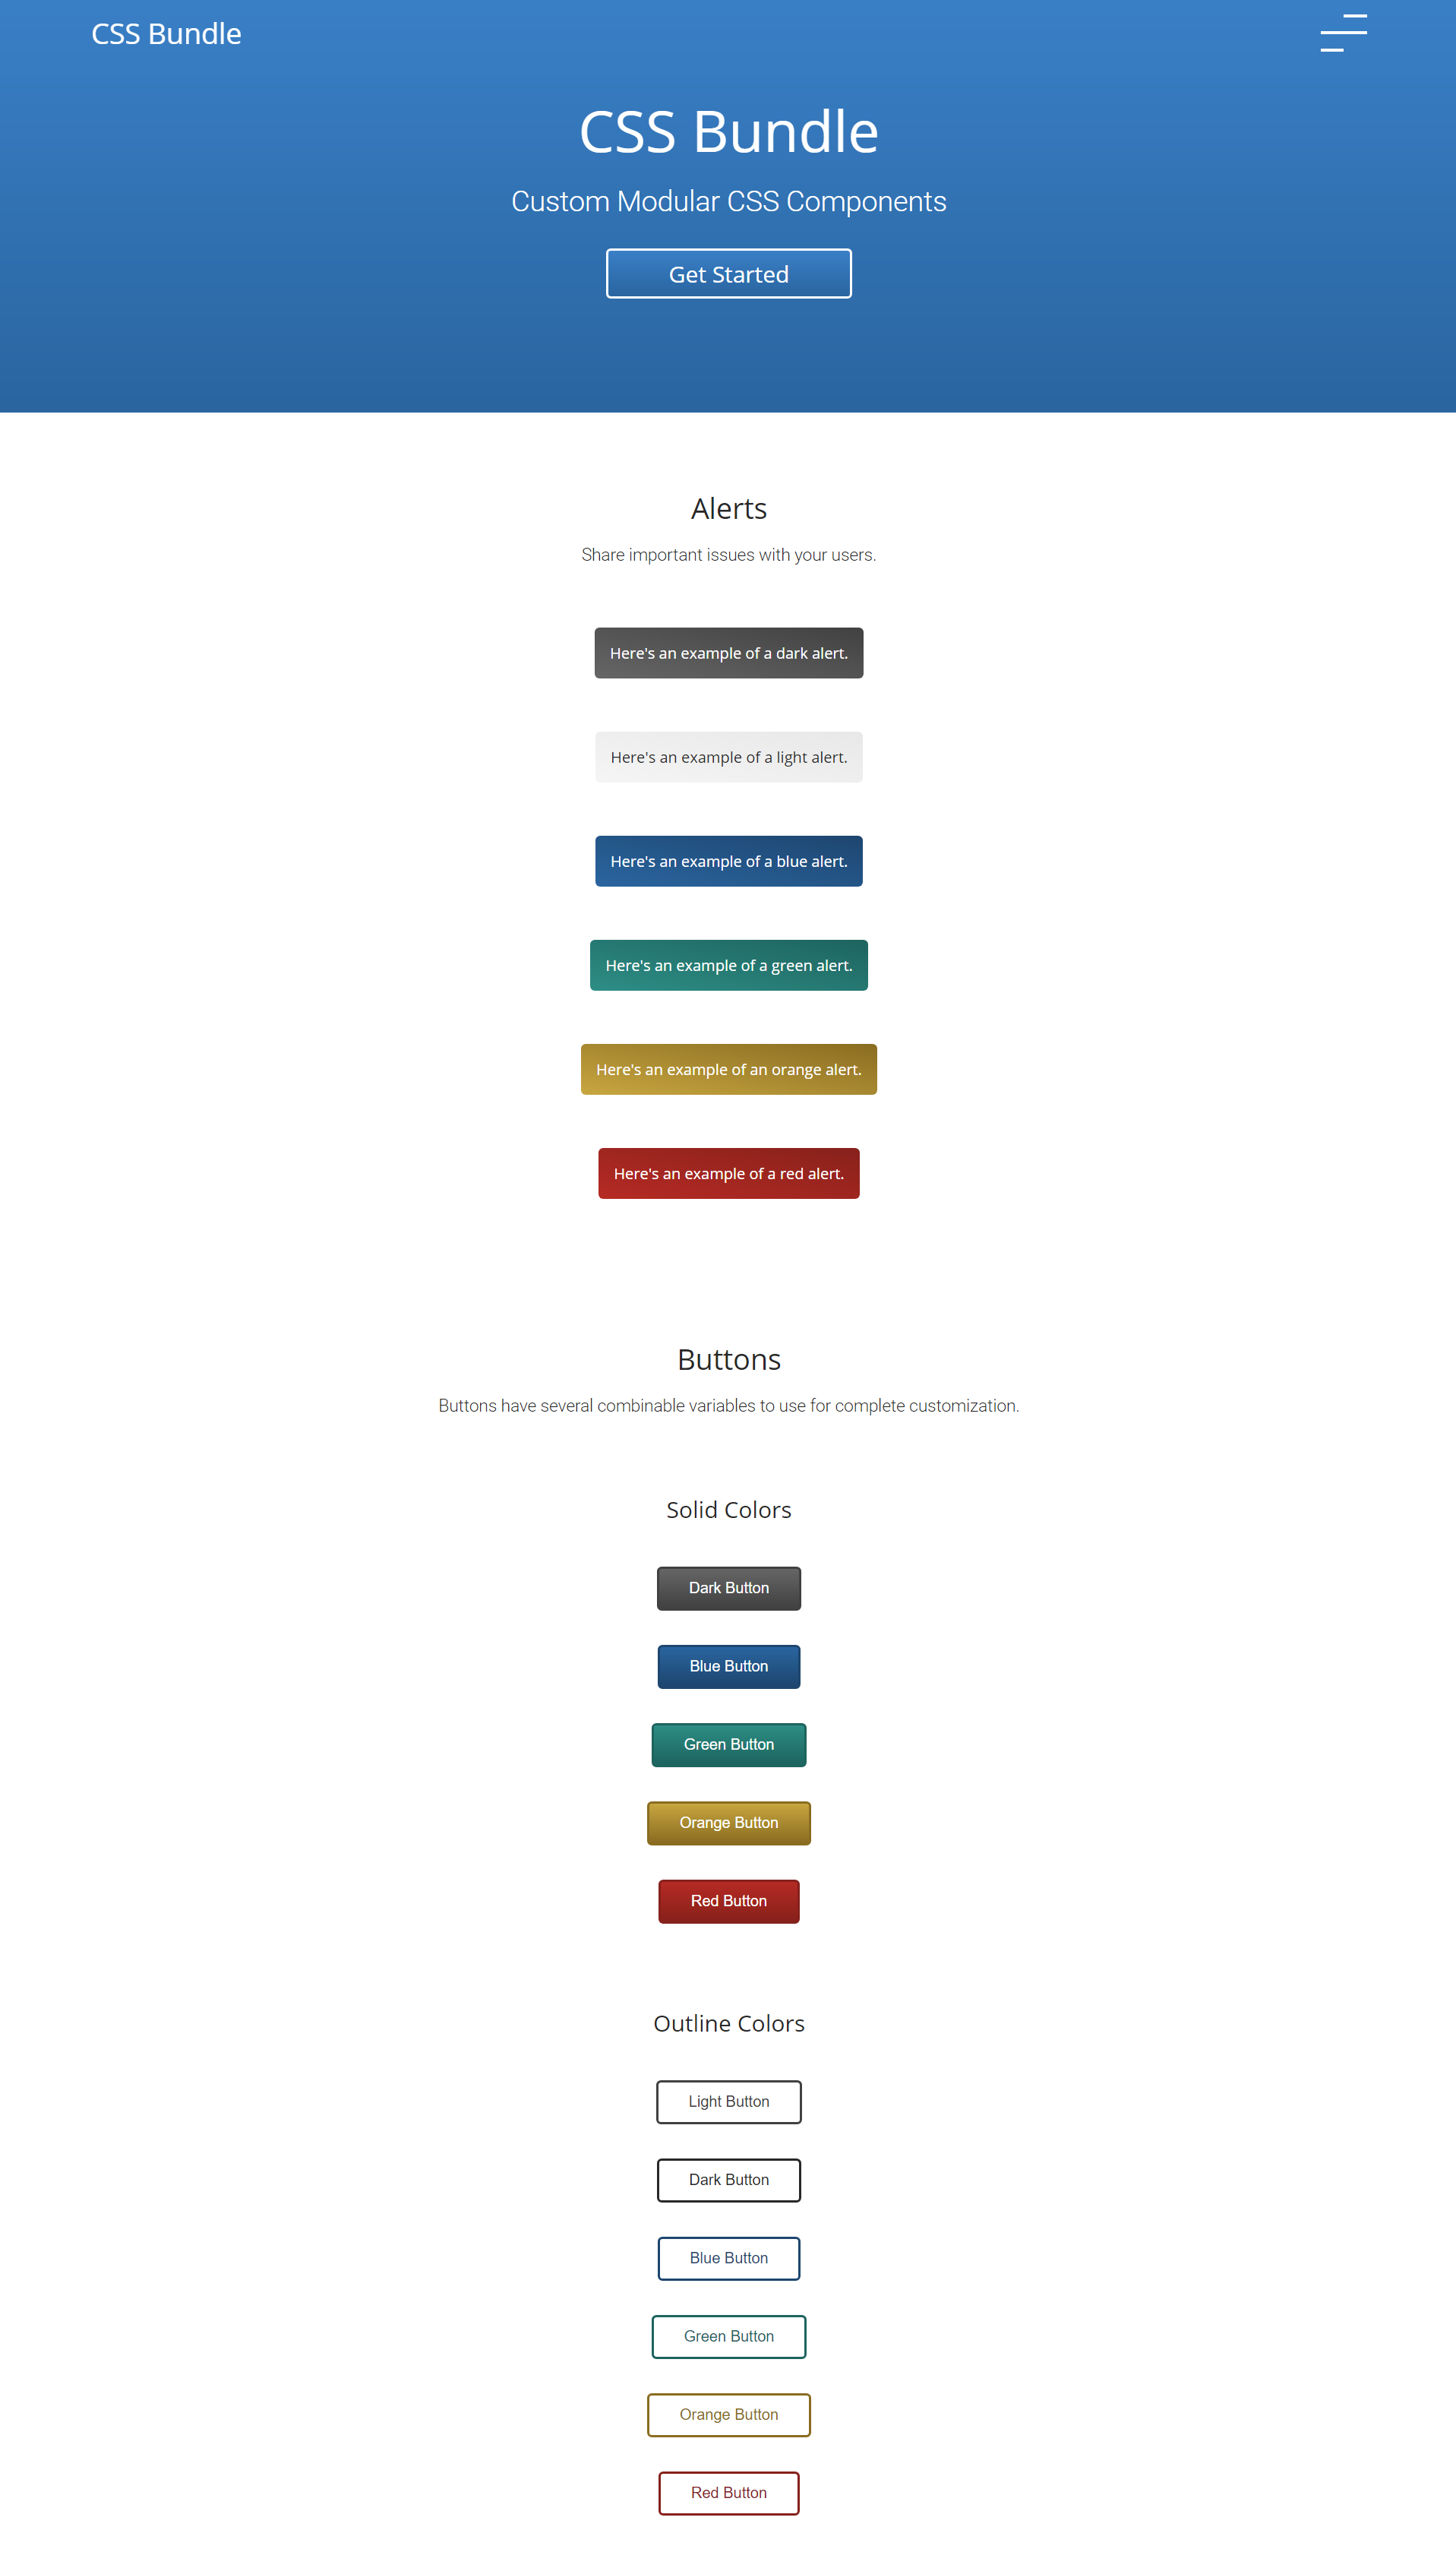 CSS Bundle
CSS Bundle
Custom Modular CSS Components
Get Started
Alerts
Share important issues with your users.
Here's an example of a dark alert.
Here's an example of a light alert.
Here's an example of a blue alert.
Here's an example of a green alert.
Here's an example of an orange alert.
Here's an example of a red alert.
Buttons
Buttons have several combinable variables to use for complete customization.
Solid Colors
Dark Button
Blue Button
Green Button
Orange Button
Red Button
Outline Colors
Light Button
Dark Button
Blue Button
Green Button
Orange Button
Red Button